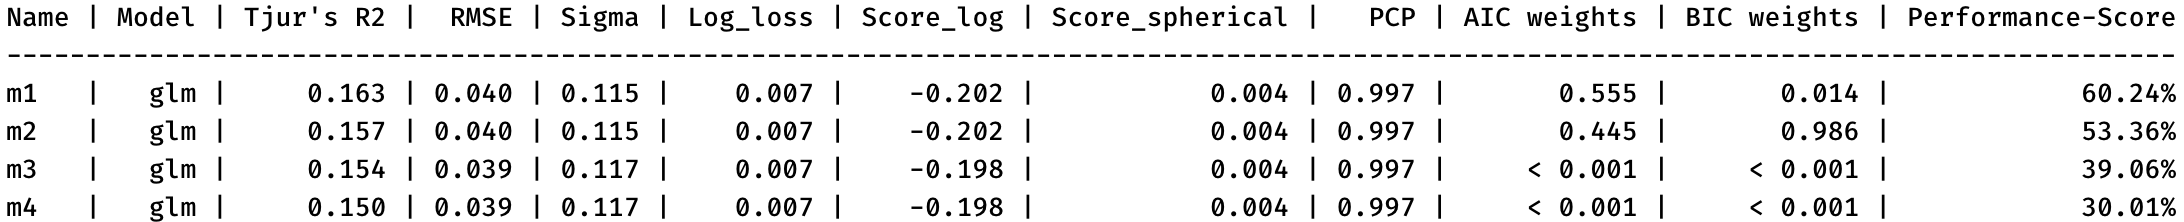 Name | Model | Tjur's R2 |  RMSE | Sigma | Log_loss | Score_log | Score_spherical |   PCP | AIC weights | BIC weights | Performance-Score
-----------------------------------------------------------------------------------------------------------------------------------------
m1   |   glm |     0.163 | 0.040 | 0.115 |    0.007 |    -0.202 |           0.004 | 0.997 |       0.555 |       0.014 |            60.24%
m2   |   glm |     0.157 | 0.040 | 0.115 |    0.007 |    -0.202 |           0.004 | 0.997 |       0.445 |       0.986 |            53.36%
m3   |   glm |     0.154 | 0.039 | 0.117 |    0.007 |    -0.198 |           0.004 | 0.997 |     < 0.001 |     < 0.001 |            39.06%
m4   |   glm |     0.150 | 0.039 | 0.117 |    0.007 |    -0.198 |           0.004 | 0.997 |     < 0.001 |     < 0.001 |            30.01%